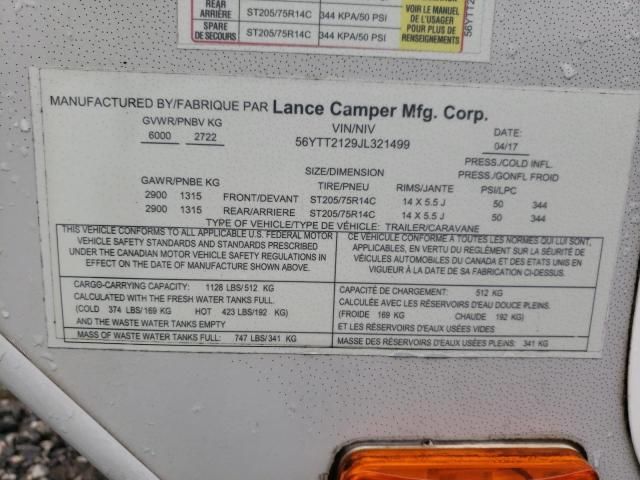 REAR ARRIÈRE ST205/75R14C 344 KPA/50 PSI
SPARE DE SECOURS ST205/75R14C 344 KPA/50 PSI
VOIR LE MANUEL
DE L'USAGER
POUR PLUS DE
RENSEIGNEMENTS
56YTT2
MANUFACTURED BY/FABRIQUE PAR Lance Camper Mfg. Corp.
GVWR/PNBV KG VIN/NIV DATE:
6000 2722 56YTT2129JL321499 04/17
SIZE/DIMENSION PRESS./COLD INFL.
GAWR/PNBE KG TIRE/PNEU RIMS/JANTE PRESS./GONFL FROID
PSI/LPC
2900 1315 FRONT/DEVANT ST205/75R14C 14 X 5.5 J 50 344
2900 1315 REAR/ARRIERE ST205/75R14C 14 X 5.5 J 50 344
TYPE OF VEHICLE/TYPE DE VÉHICLE: TRAILER/CARAVANE
THIS VEHICLE CONFORMS TO ALL APPLICABLE U.S. FEDERAL MOTOR
VEHICLE SAFETY STANDARDS AND STANDARDS PRESCRIBED
UNDER THE CANADIAN MOTOR VEHICLE SAFETY REGULATIONS
IN EFFECT ON THE DATE OF MANUFACTURE SHOWN ABOVE.
CE VÉHICULE CONFORME A TOUTES LES NORMES QUI LUI SONT
APPLICABLES, EN VERTU DU REGLEMENT SUR LA SÉURITÉ DE
VÉHICULES AUTOMOBILES DU CANADA ET DES ETATS UNIS EN
VIGUEUR A LA DATE DE SA FABRICATION CI-DESSUS.
CARGO-CARRYING CAPACITY: 1128 LBS/512 KG
CALCULATED WITH THE FRESH WATER TANKS FULL.
(COLD 374 LBS/169 KG HOT 423 LBS/192 KG)
AND THE WASTE WATER TANKS EMPTY
MASS OF WASTE WATER TANKS FULL: 747 LBS/341 KG
CAPACITÉ DE CHARGEMENT: 512 KG
CALCULÉE AVEC LES RÉSERVOIRS D'EAU DOUCE PLEINS.
(FROIDE 169 KG CHAUDE 192 KG)
ET LES RÉSERVOIRS D'EAUX USÉES VIDES
MASSE DES RÉSERVOIRS D'EAUX USÉES PLEINS: 341 KG